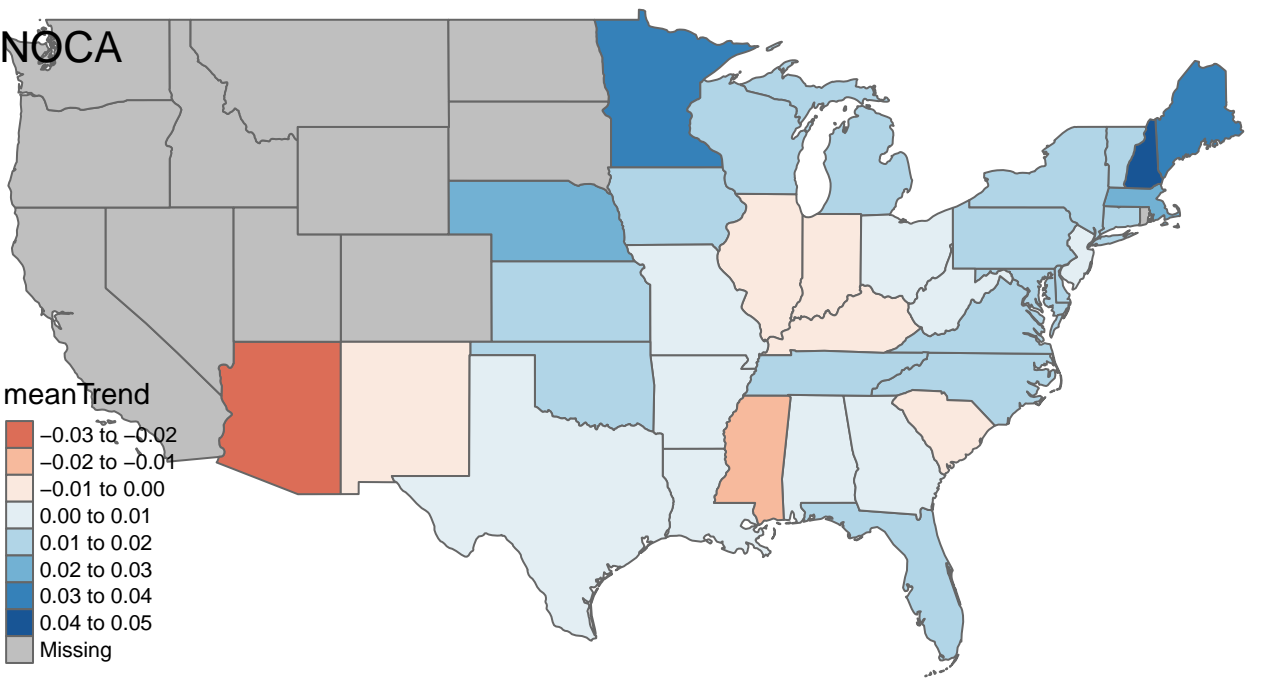 NOCA
meanTrend
−0.03 to −0.02
−0.02 to −0.01
−0.01 to 0.00
0.00 to 0.01
0.01 to 0.02
0.02 to 0.03
0.03 to 0.04
0.04 to 0.05
Missing